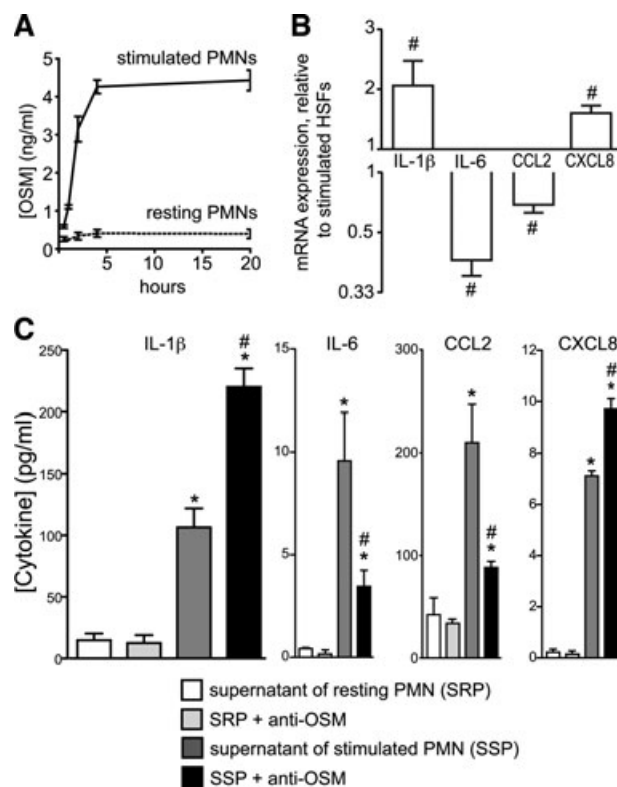 A
[OSM] (ng/ml)
5
4
3
2
1
0
stimulated PMNs
resting PMNs
5
10
15
20
hours
B
mRNA expression, relative
to stimulated HSFs
3
2
1
#
#
IL-1β
IL-6
CCL2
CXCL8
1
0.5
0.33
#
#
C
[Cytokine] (pg/ml)
IL-1β
250
200
150
100
50
0
*
#
*
IL-6
15
10
5
0
*
#
*
CCL2
300
200
100
0
*
#
*
CXCL8
12
10
8
6
4
2
0
*
#
*
supernatant of resting PMN (SRP)
SRP + anti-OSM
supernatant of stimulated PMN (SSP)
SSP + anti-OSM